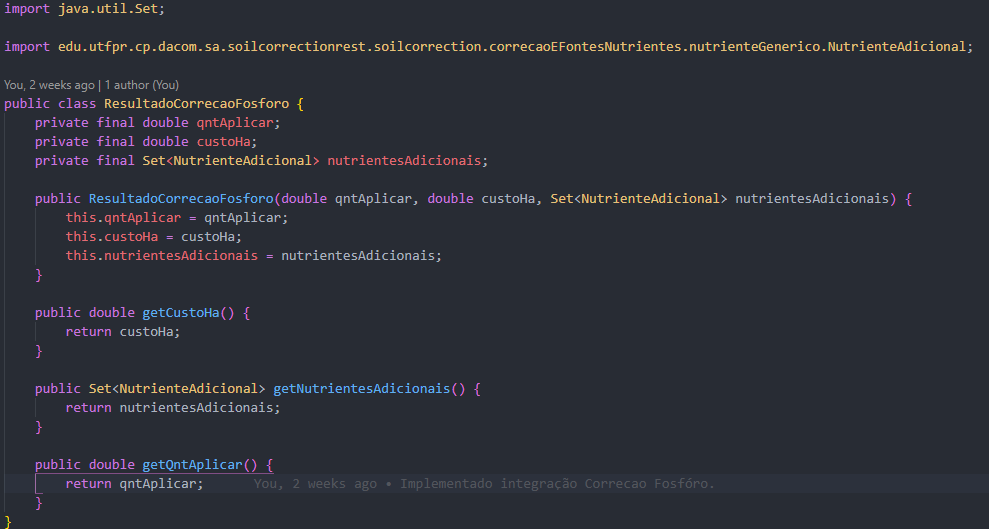 import java.util.Set;
import edu.utfpr.cp.dacom.sa.soilcorrectionrest.soilcorrection.correcaoEFontesNutrientes.nutrienteGenerico.NutrienteAdicional;
You, 2 weeks ago | 1 author (You)
public class ResultadoCorrecaoFosforo {
    private final double qntAplicar;
    private final double custoHa;
    private final Set<NutrienteAdicional> nutrientesAdicionais;
    public ResultadoCorrecaoFosforo(double qntAplicar, double custoHa, Set<NutrienteAdicional> nutrientesAdicionais) {
        this.qntAplicar = qntAplicar;
        this.custoHa = custoHa;
        this.nutrientesAdicionais = nutrientesAdicionais;
    }
    public double getCustoHa() {
        return custoHa;
    }
    public Set<NutrienteAdicional> getNutrientesAdicionais() {
        return nutrientesAdicionais;
    }
    public double getQntAplicar() {
        return qntAplicar; You, 2 weeks ago • Implementado integração Correcao Fosfóro.
    }
}